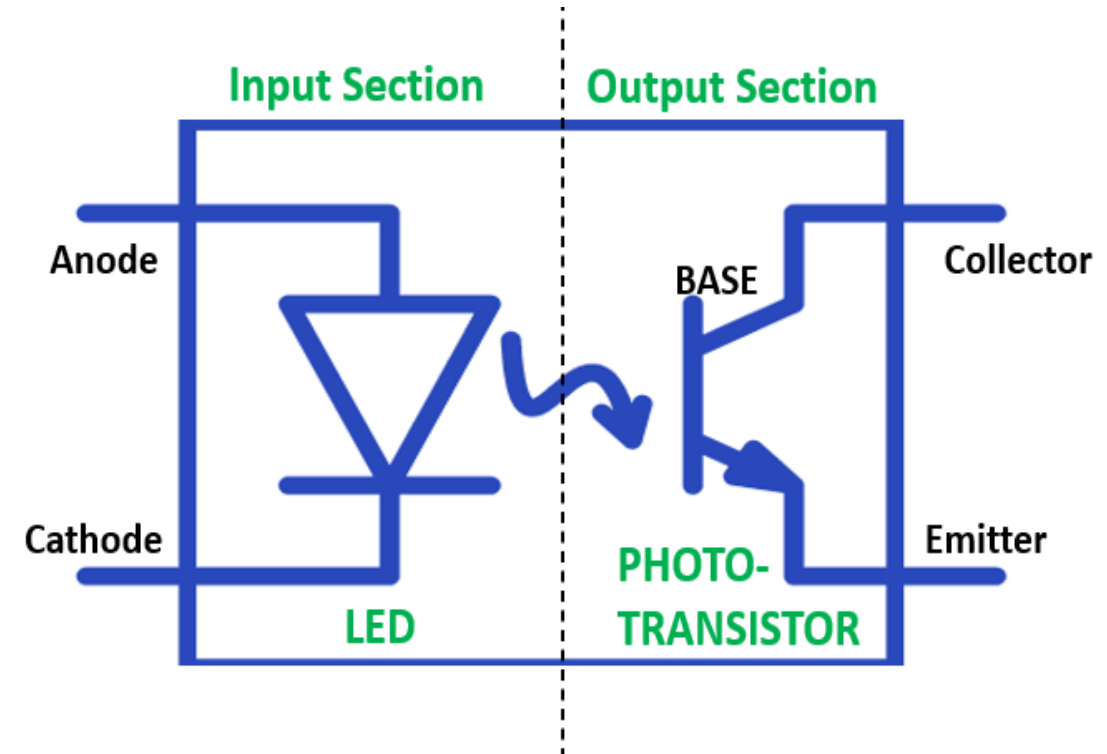 Input Section
Output Section
Anode
BASE
Collector
Cathode
Emitter
PHOTO-
TRANSISTOR
LED